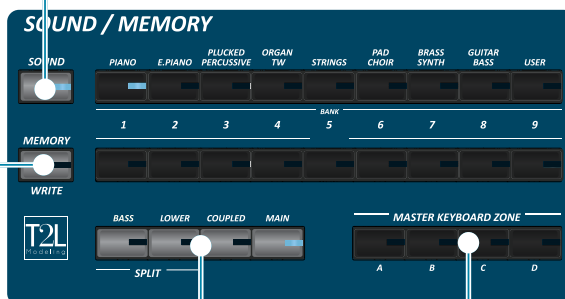 SOUND / MEMORY
SOUND
PIANO
E.PIANO
PLUCKED
PERCUSSIVE
ORGAN
TW
STRINGS
PAD
CHOIR
BRASS
SYNTH
GUITAR
BASS
USER
BANK
1 2 3 4 5 6 7 8 9
MEMORY
WRITE
T2L
Modeling
BASS LOWER COUPLED MAIN
SPLIT
MASTER KEYBOARD ZONE
A B C D